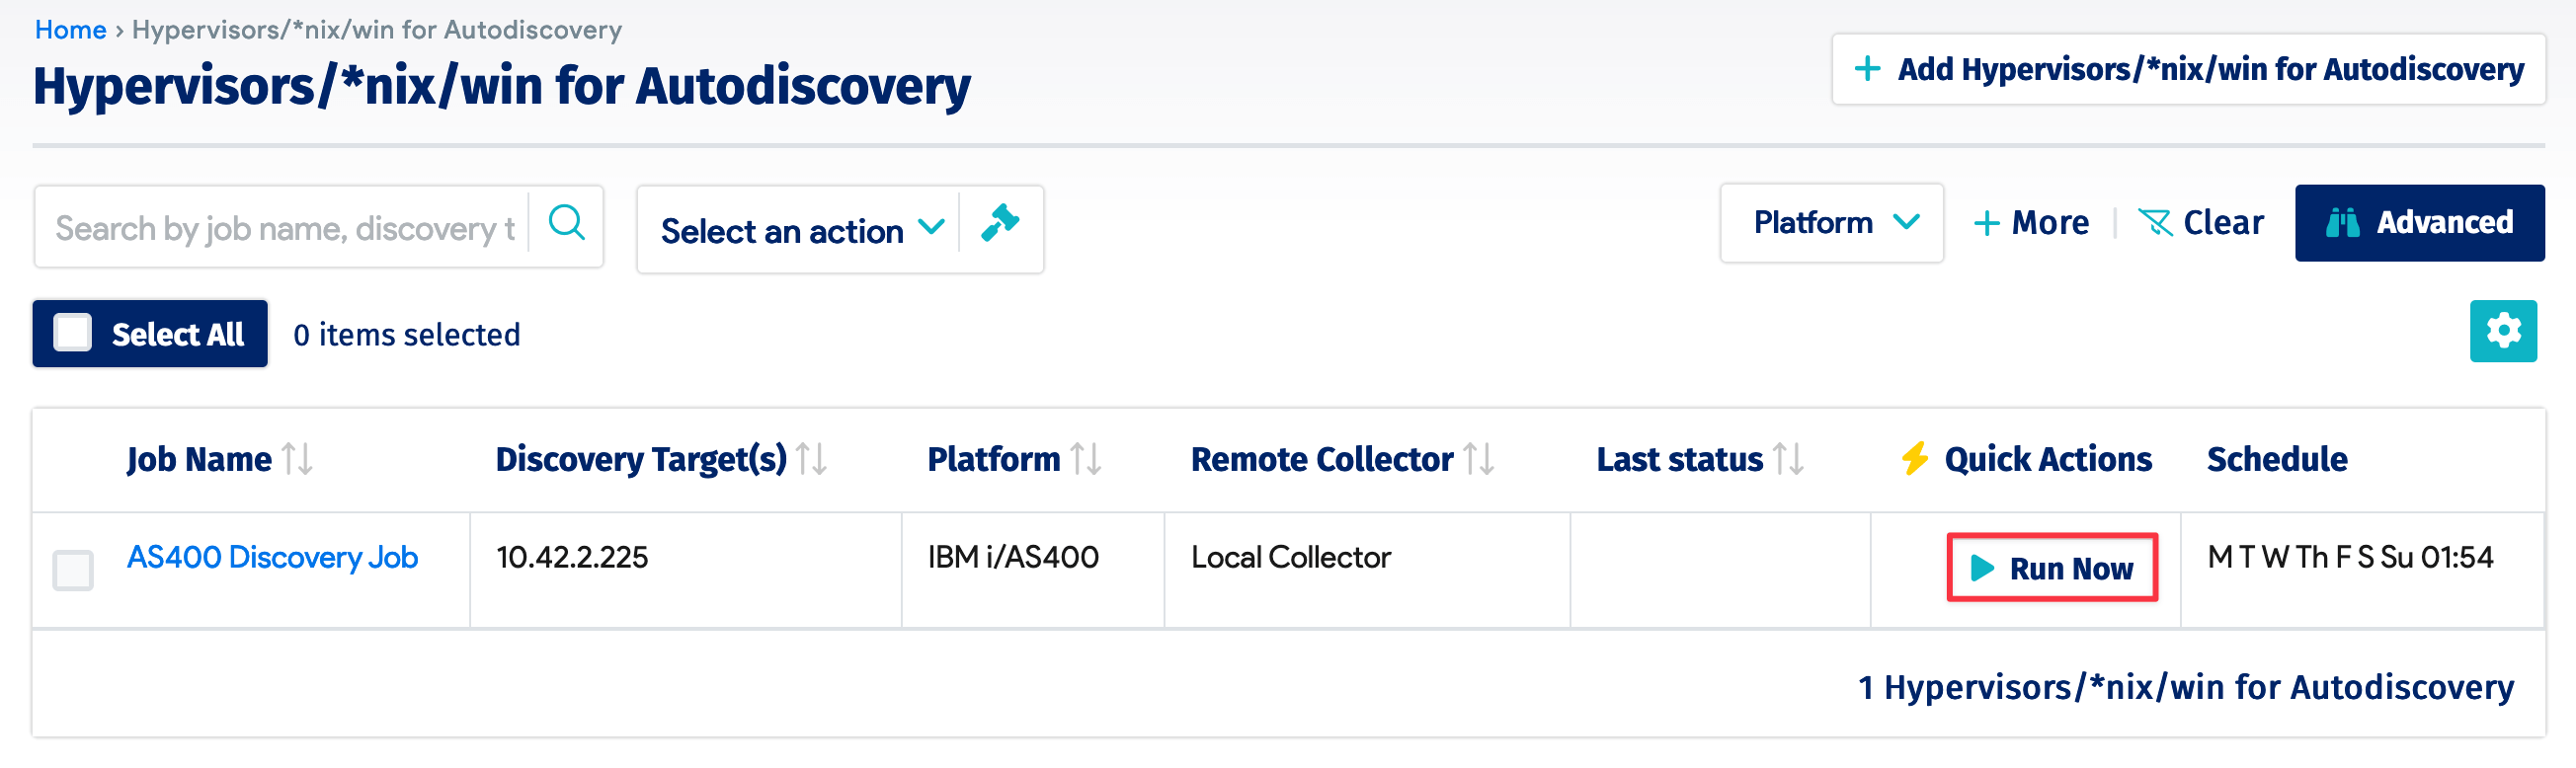 Home › Hypervisors/*nix/win for Autodiscovery
Hypervisors/*nix/win for Autodiscovery
+ Add Hypervisors/*nix/win for Autodiscovery
Search by job name, discovery t
Select an action
Platform
+ More
Clear
Advanced
Select All
0 items selected
Job Name Discovery Target(s) Platform Remote Collector Last status Quick Actions Schedule
AS400 Discovery Job 10.42.2.225 IBM i/AS400 Local Collector Run Now M T W Th F S Su 01:54
1 Hypervisors/*nix/win for Autodiscovery